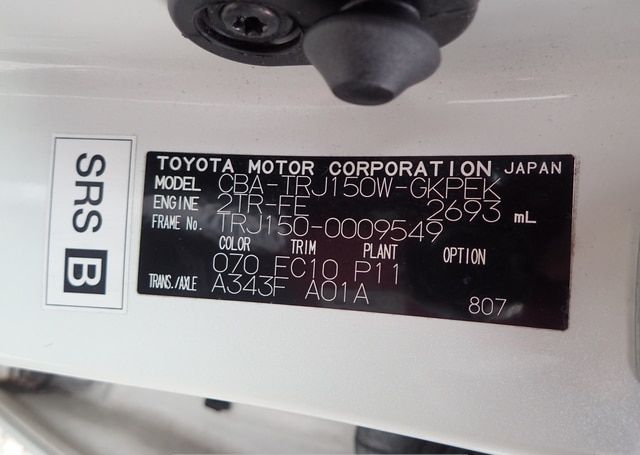 SRS B
TOYOTA MOTOR CORPORATION JAPAN
MODEL CBA-TRJ150W-GKPEK
ENGINE 2TR-FE 2693 mL
FRAME No. TRJ150-0009549
COLOR TRIM PLANT OPTION
070 FC10 P11
TRANS./AXLE A343F A01A 807